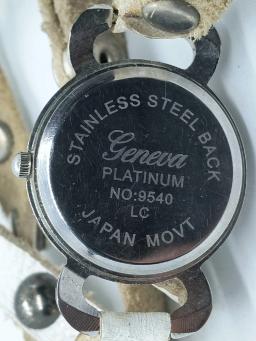 STAINLESS STEEL BACK
Geneva
PLATINUM
NO:9540
LC
JAPAN MOVT